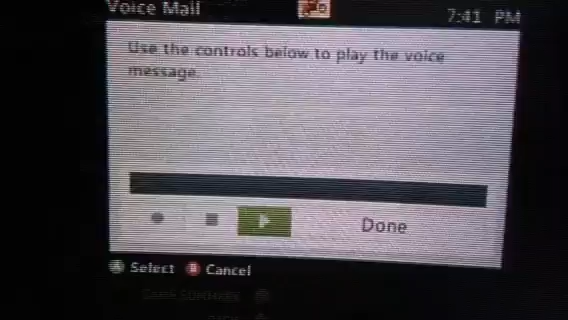 Voice Mail
7:41 PM
Use the controls below to play the voice
message.
Done
A Select B Cancel